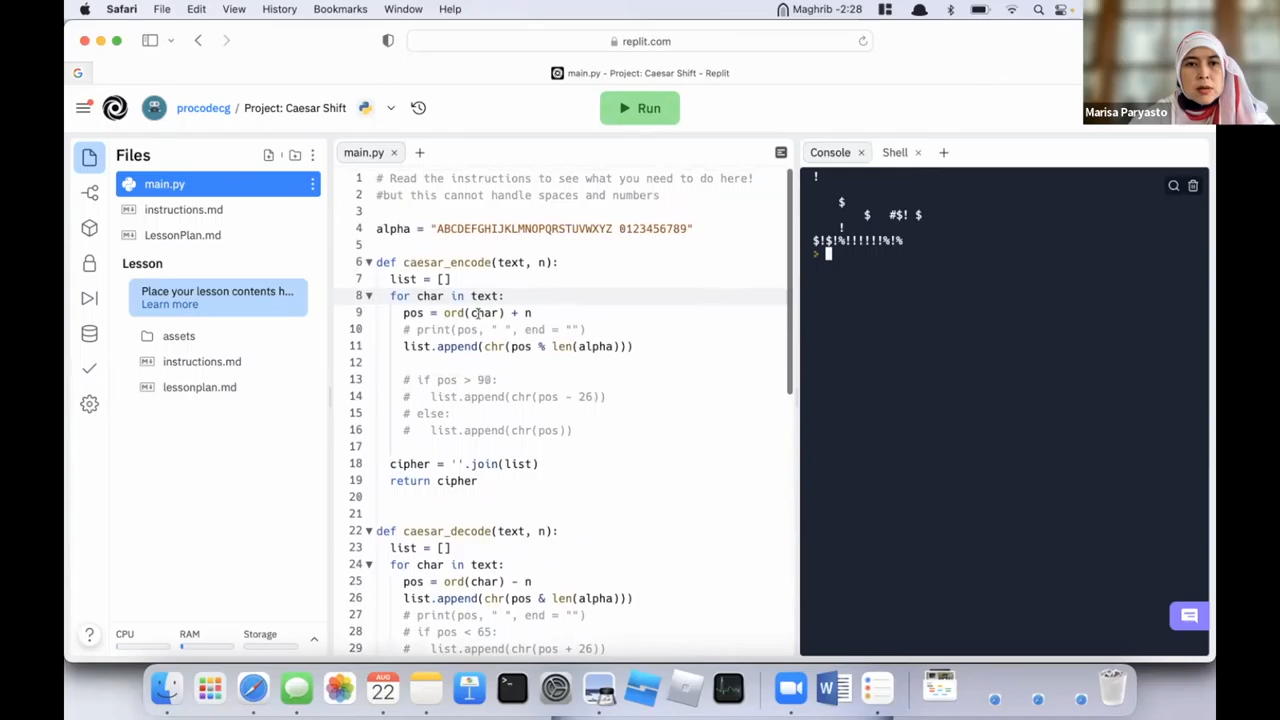 Safari File Edit View History Bookmarks Window Help Maghrib -2:28
replit.com
main.py - Project: Caesar Shift - Replit
procodecg / Project: Caesar Shift
Run
Marisa Paryasto
Files
main.py
instructions.md
LessonPlan.md
Lesson
Place your lesson contents h...
Learn more
assets
instructions.md
lessonplan.md
CPU RAM Storage
main.py
1 # Read the instructions to see what you need to do here!
2 #but this cannot handle spaces and numbers
3
4 alpha = "ABCDEFGHIJKLMNOPQRSTUVWXYZ 0123456789"
5
6 def caesar_encode(text, n):
7 list = []
8 for char in text:
9 pos = ord(char) + n
10 # print(pos, " ", end = "")
11 list.append(chr(pos % len(alpha)))
12
13 # if pos > 90:
14 # list.append(chr(pos - 26))
15 # else:
16 # list.append(chr(pos))
17
18 cipher = ''.join(list)
19 return cipher
20
21
22 def caesar_decode(text, n):
23 list = []
24 for char in text:
25 pos = ord(char) - n
26 list.append(chr(pos & len(alpha)))
27 # print(pos, " ", end = "")
28 # if pos < 65:
29 # list.append(chr(pos + 26))
Console Shell
!
$
$ #$! $
!
$!$!%!!!!!!%!%
>
AUG
22